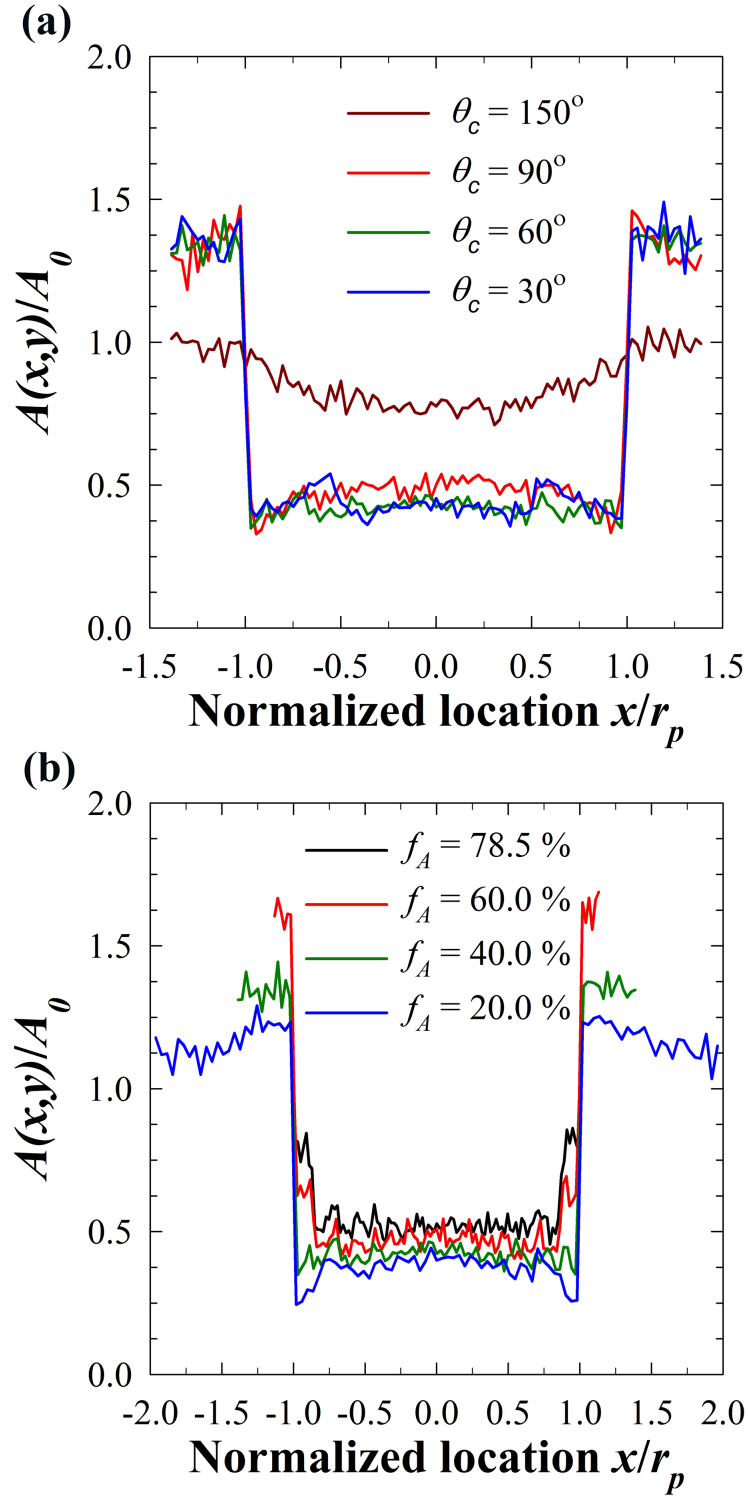 (a)
2.0
1.5
1.0
0.5
0.0
A(x,y)/A₀
θc = 150°
θc = 90°
θc = 60°
θc = 30°
-1.5 -1.0 -0.5 0.0 0.5 1.0 1.5
Normalized location x/rp
(b)
2.0
1.5
1.0
0.5
0.0
A(x,y)/A₀
fA = 78.5 %
fA = 60.0 %
fA = 40.0 %
fA = 20.0 %
-2.0 -1.5 -1.0 -0.5 0.0 0.5 1.0 1.5 2.0
Normalized location x/rp